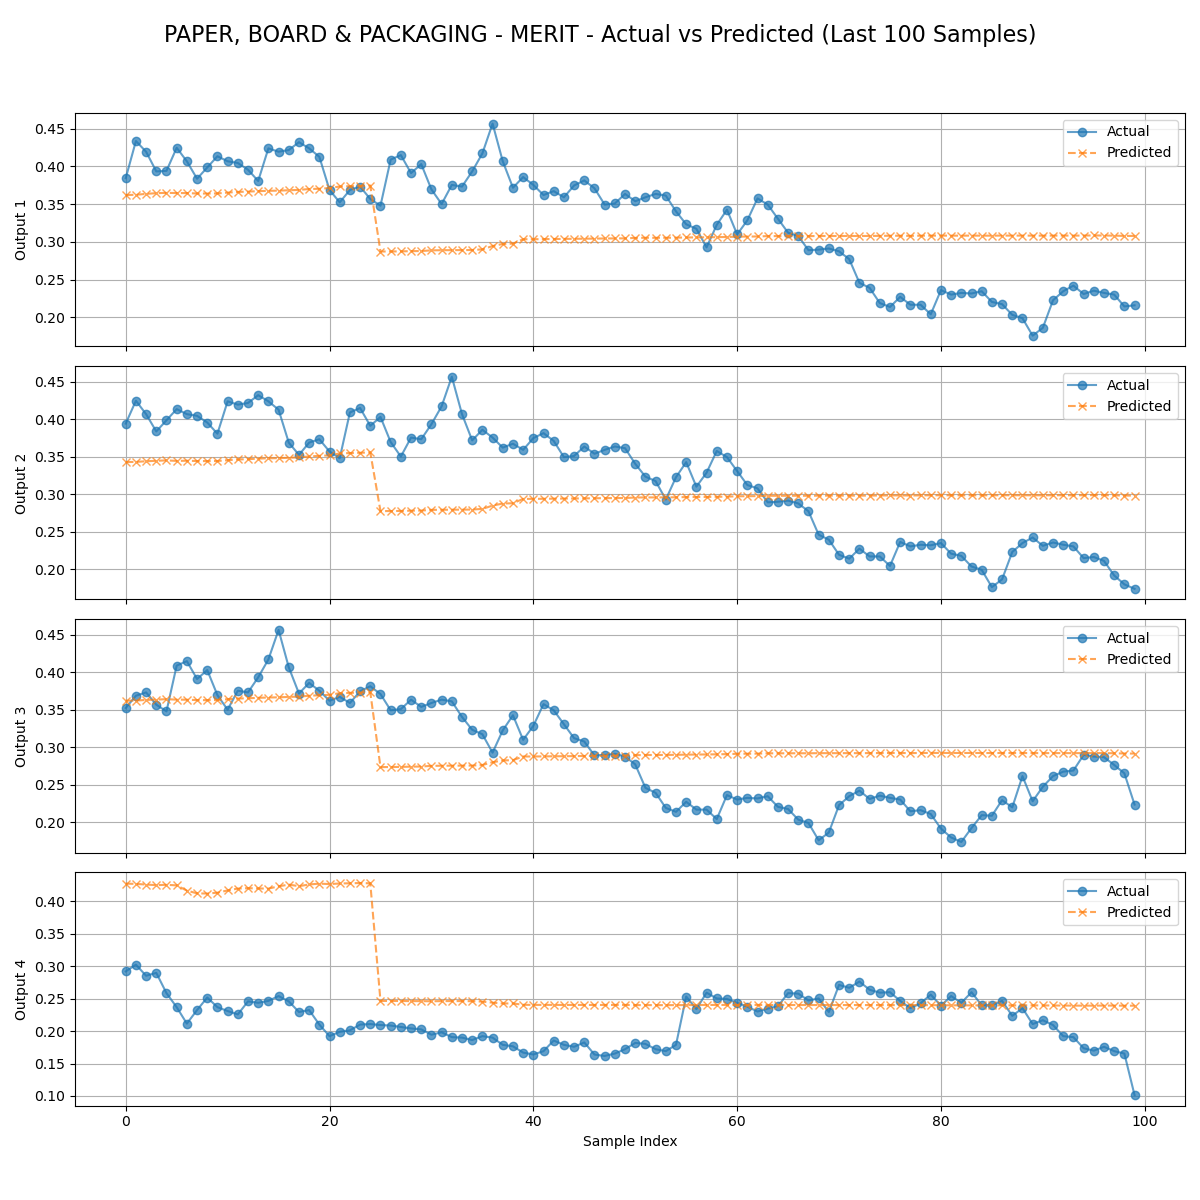 PAPER, BOARD & PACKAGING - MERIT - Actual vs Predicted (Last 100 Samples)
Output 1
0.45
0.40
0.35
0.30
0.25
0.20
Actual
Predicted
Output 2
0.45
0.40
0.35
0.30
0.25
0.20
Actual
Predicted
Output 3
0.45
0.40
0.35
0.30
0.25
0.20
Actual
Predicted
Output 4
0.40
0.35
0.30
0.25
0.20
0.15
0.10
Actual
Predicted
0 20 40 60 80 100
Sample Index